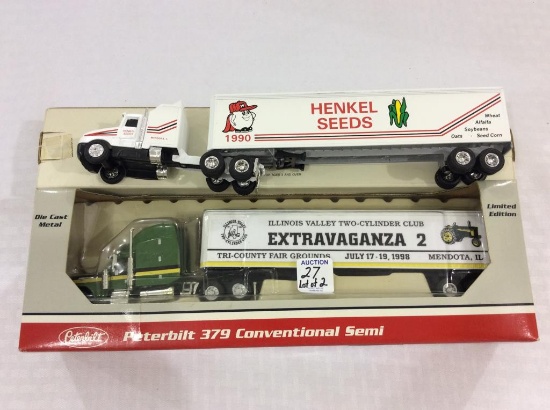 HENKEL
SEEDS
1990
Wheat
Alfalfa
Soybeans
Oats Seed Corn
Die Cast
Metal
Limited
Edition
ILLINOIS VALLEY TWO-CYLINDER CLUB
EXTRAVAGANZA 2
TRI-COUNTY FAIR GROUNDS JULY 17-19, 1998 MENDOTA, IL
AUCTION
27
Lot of 2
Peterbilt Peterbilt 379 Conventional Semi